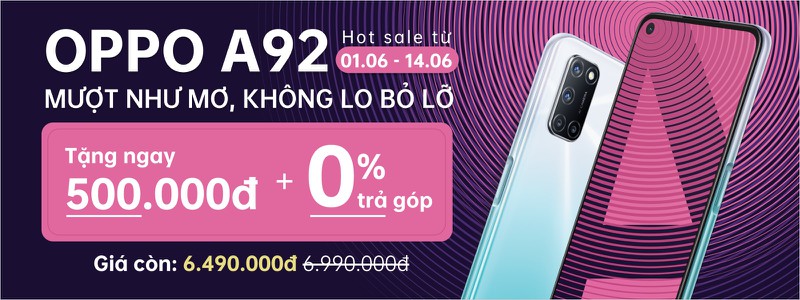 OPPO A92
Hot sale từ
01.06 - 14.06
MƯỢT NHƯ MƠ, KHÔNG LO BỎ LỠ
Tặng ngay
500.000đ
+
0%
trả góp
Giá còn: 6.490.000đ 6.990.000đ